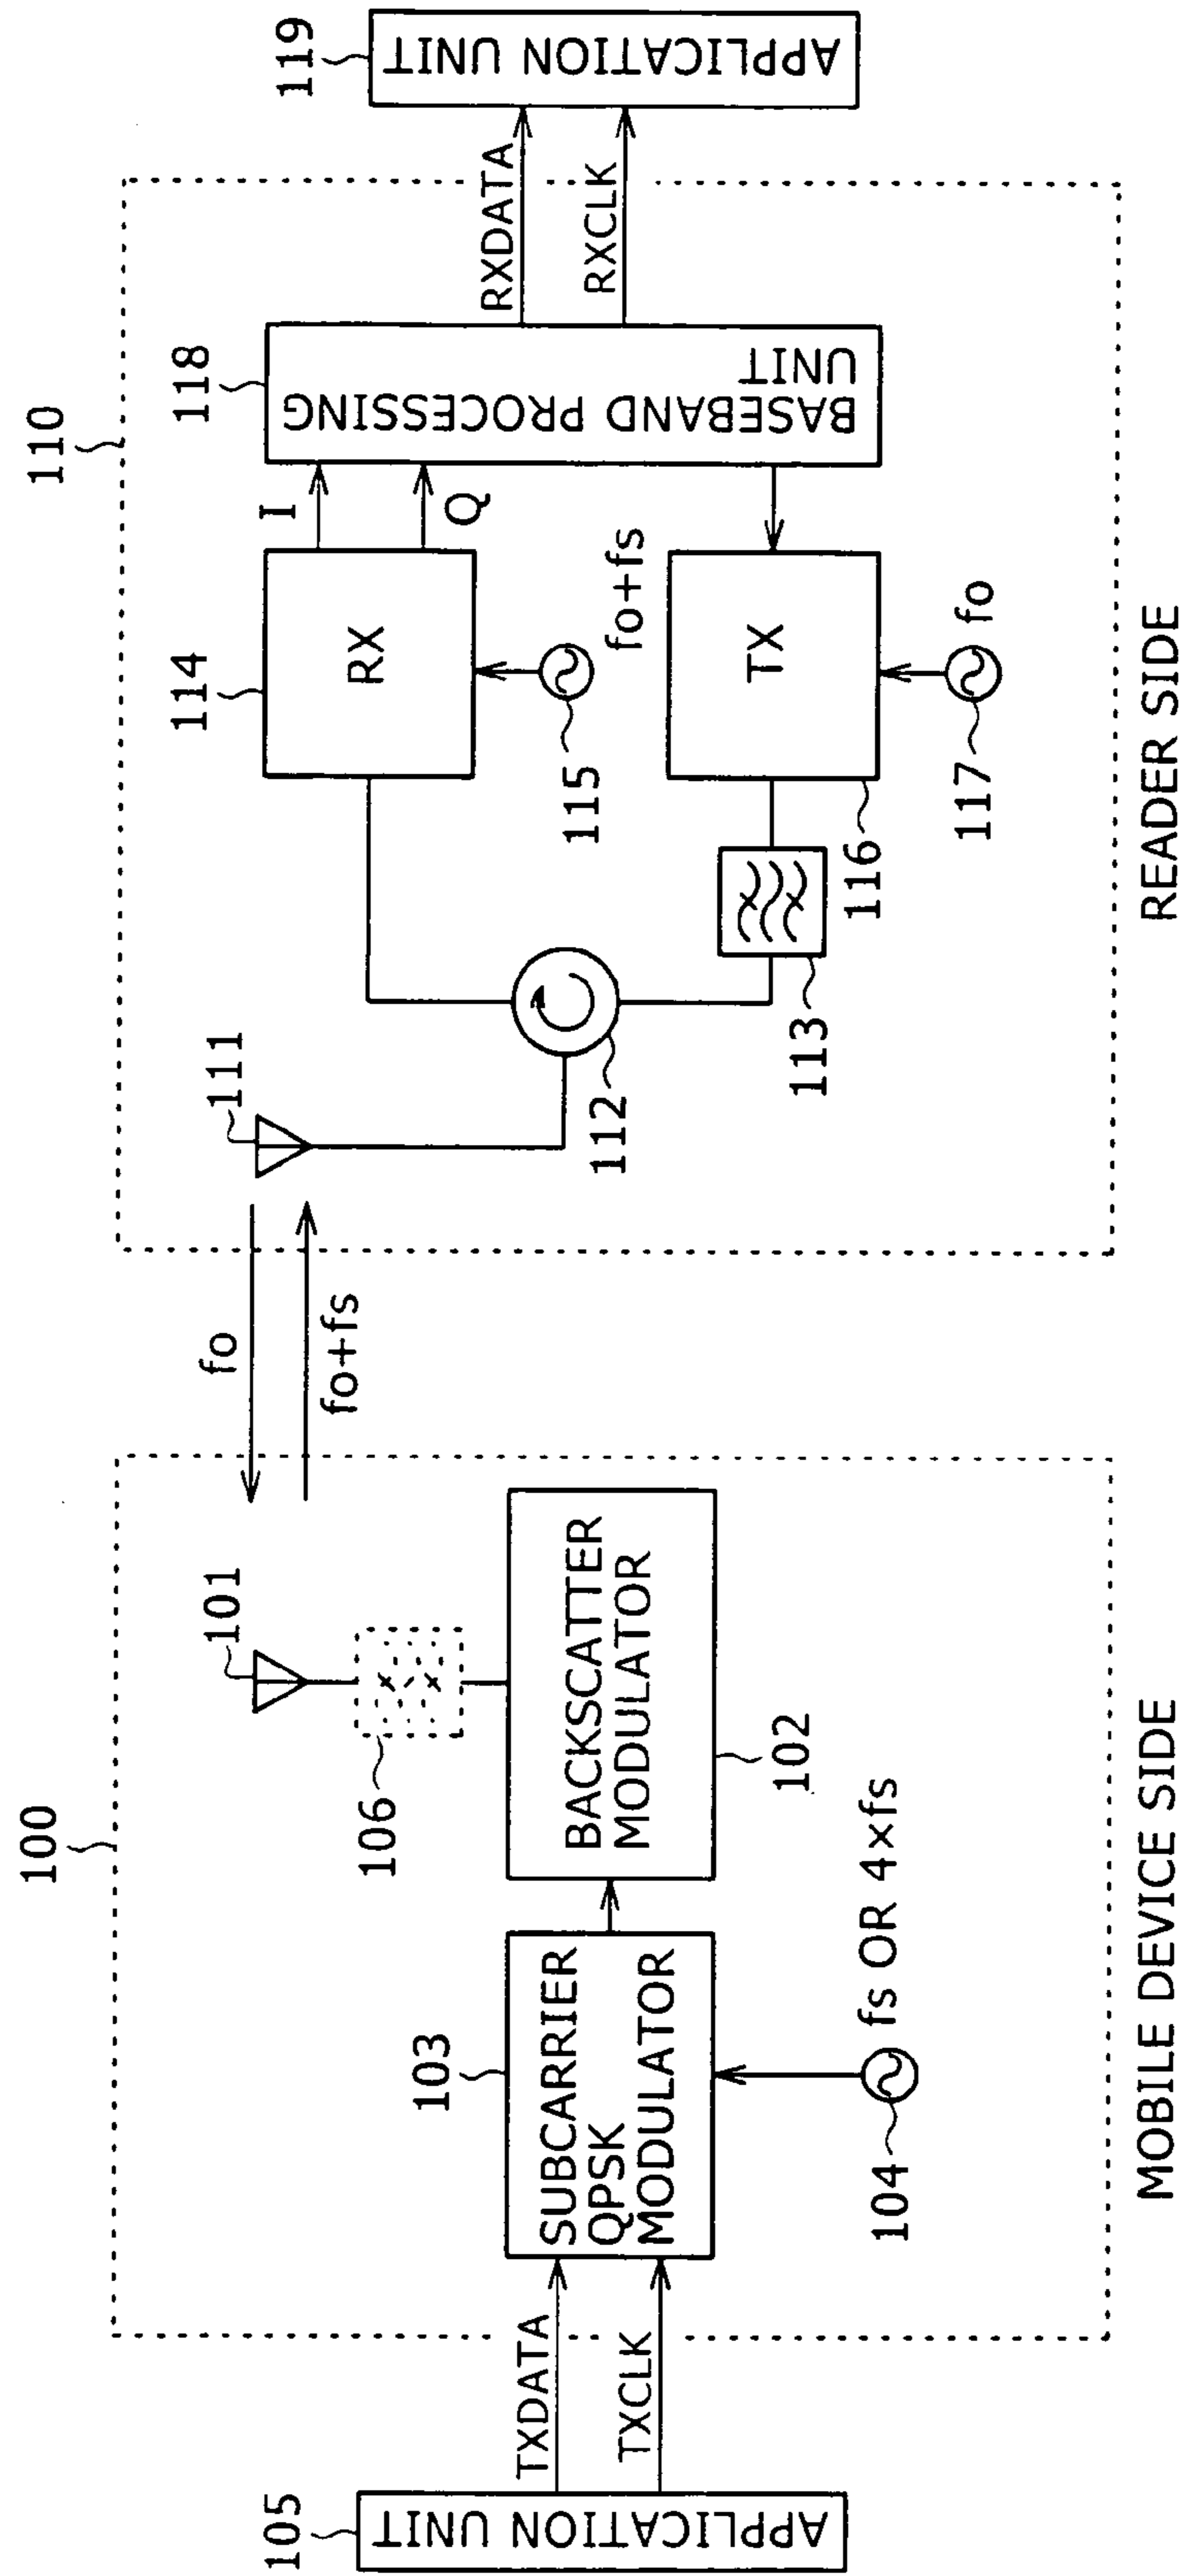 100
110
105
APPLICATION UNIT
TXDATA
TXCLK
103
SUBCARRIER
QPSK
MODULATOR
104
fs OR 4×fs
101
106
BACKSCATTER
MODULATOR
102
MOBILE DEVICE SIDE
fo
fo+fs
111
112
113
114
RX
115
fo+fs
I
Q
TX
116
117
fo
118
BASEBAND PROCESSING
UNIT
RXDATA
RXCLK
119
APPLICATION UNIT
READER SIDE